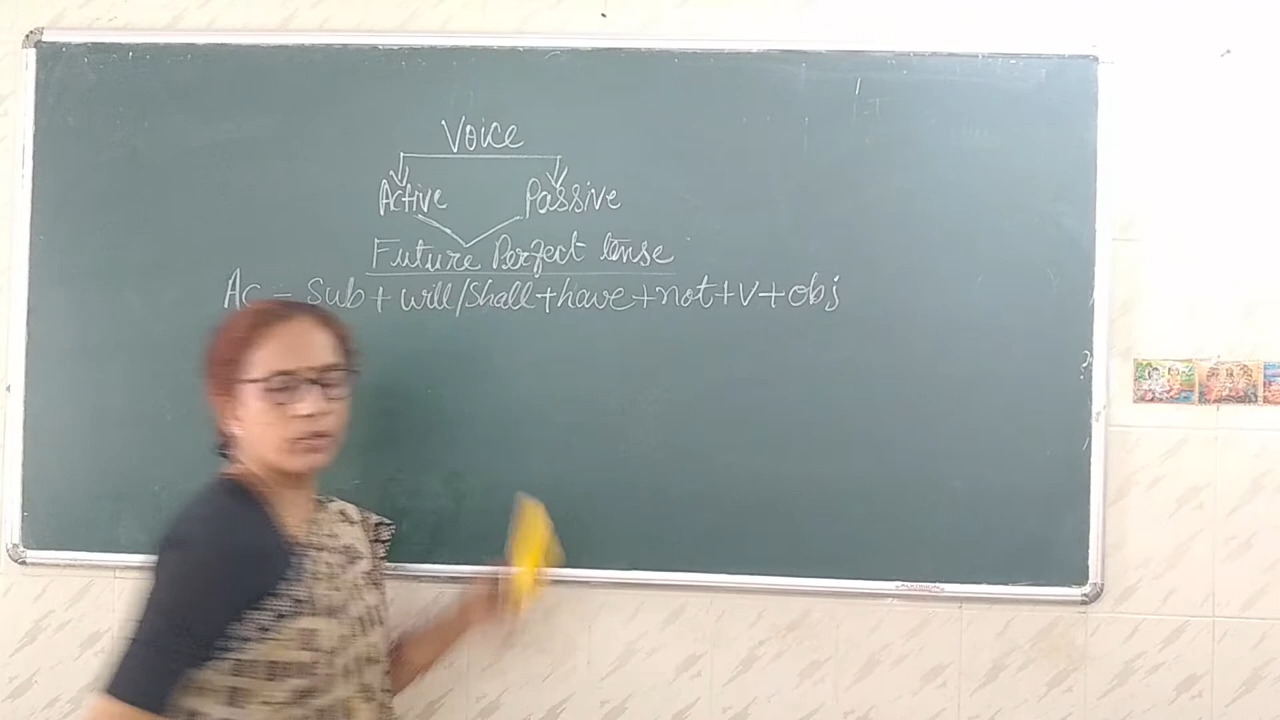 Voice
Active Passive
Future Perfect tense
Ac - Sub + will/Shall + have + not + V + obj